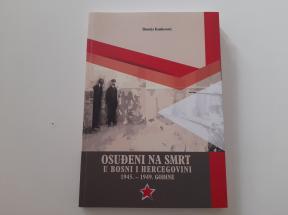 OSUĐENI NA SMRT
U BOSNI I HERCEGOVINI
1945. – 1949. GODINE